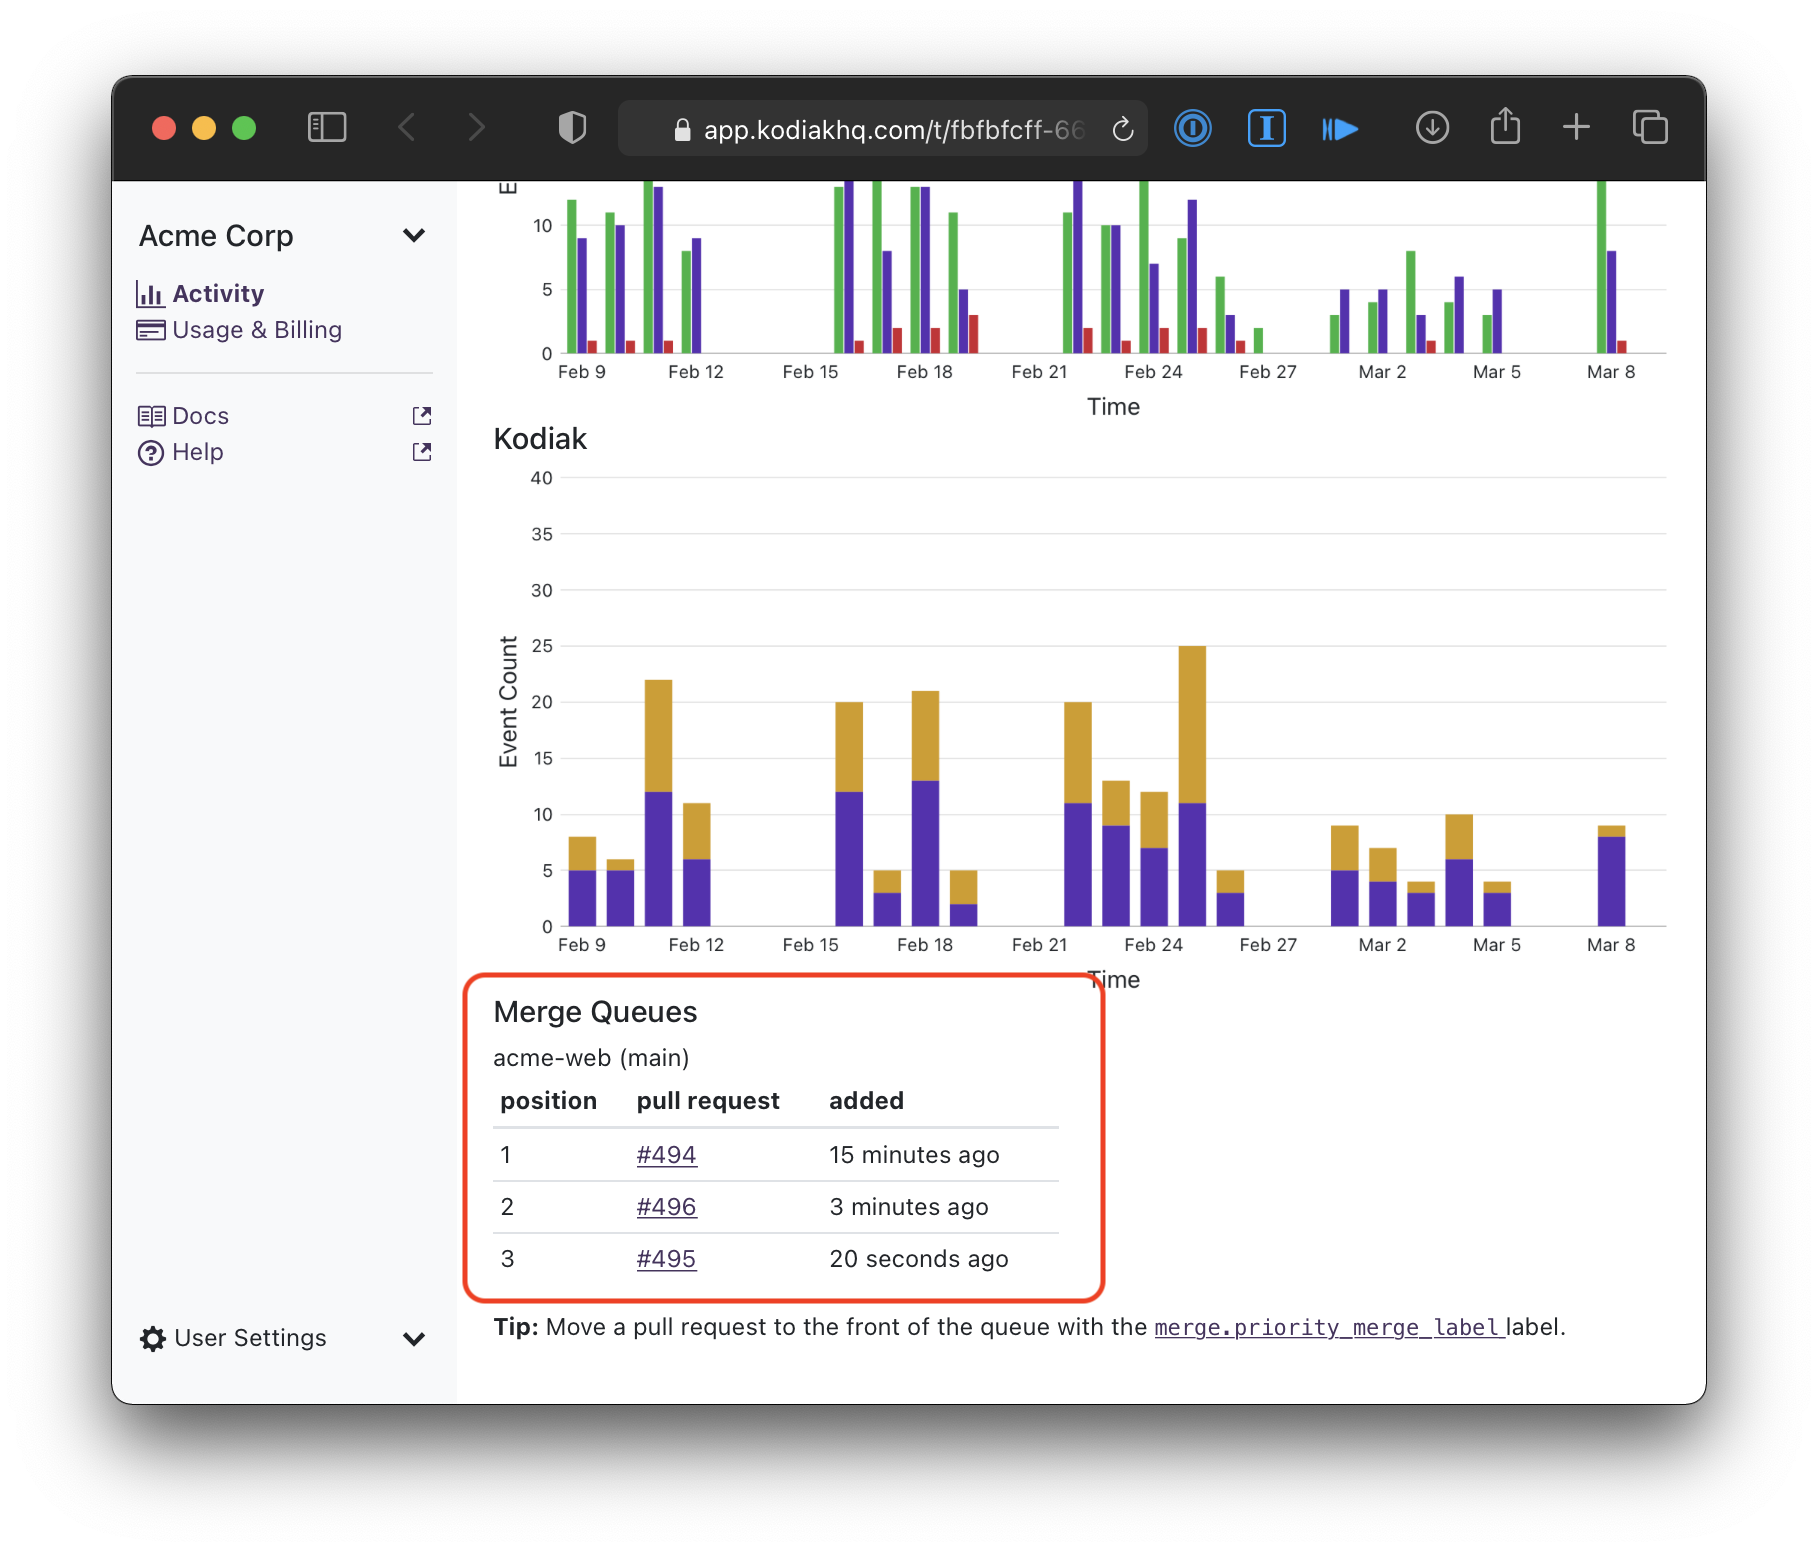 app.kodiakhq.com/t/fbfbfcff-66
Acme Corp
Activity
Usage & Billing
Docs
Help
User Settings
10
5
0
Feb 9 Feb 12 Feb 15 Feb 18 Feb 21 Feb 24 Feb 27 Mar 2 Mar 5 Mar 8
Time
Kodiak
Event Count
40
35
30
25
20
15
10
5
0
Feb 9 Feb 12 Feb 15 Feb 18 Feb 21 Feb 24 Feb 27 Mar 2 Mar 5 Mar 8
Time
Merge Queues
acme-web (main)
position pull request added
1 #494 15 minutes ago
2 #496 3 minutes ago
3 #495 20 seconds ago
Tip: Move a pull request to the front of the queue with the merge.priority_merge_label label.